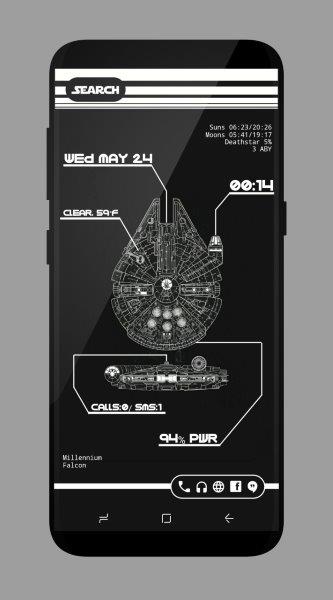 SEARCH
Suns 06:23/20:26
Moons 05:41/19:17
Deathstar 5%
3 ABY
WED MAY 24
00:14
CLEAR. 59°F
CALLS:0/ SMS:1
94% PWR
Millennium
Falcon